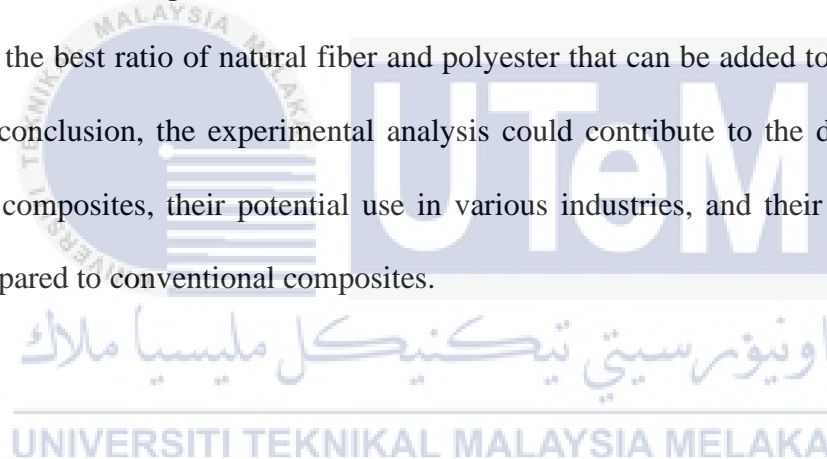 the best ratio of natural fiber and polyester that can be added to
conclusion, the experimental analysis could contribute to the d
composites, their potential use in various industries, and their
pared to conventional composites.
UTeM
اونيورسيتي تيكنيكل مليسيا ملاك
UNIVERSITI TEKNIKAL MALAYSIA MELAKA